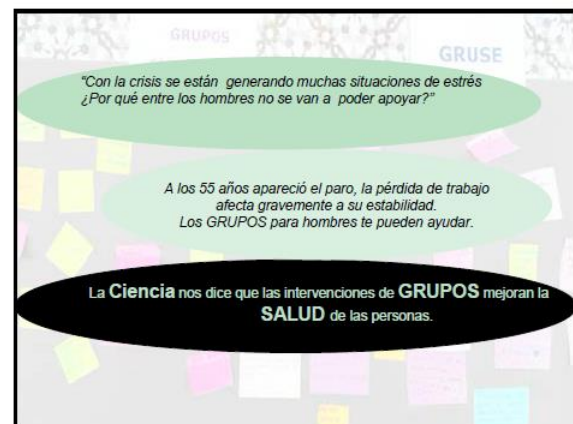 GRUPOS
GRUSE
“Con la crisis se están generando muchas situaciones de estrés
¿Por qué entre los hombres no se van a poder apoyar?”
A los 55 años apareció el paro, la pérdida de trabajo
afecta gravemente a su estabilidad.
Los GRUPOS para hombres te pueden ayudar.
La Ciencia nos dice que las intervenciones de GRUPOS mejoran la
SALUD de las personas.